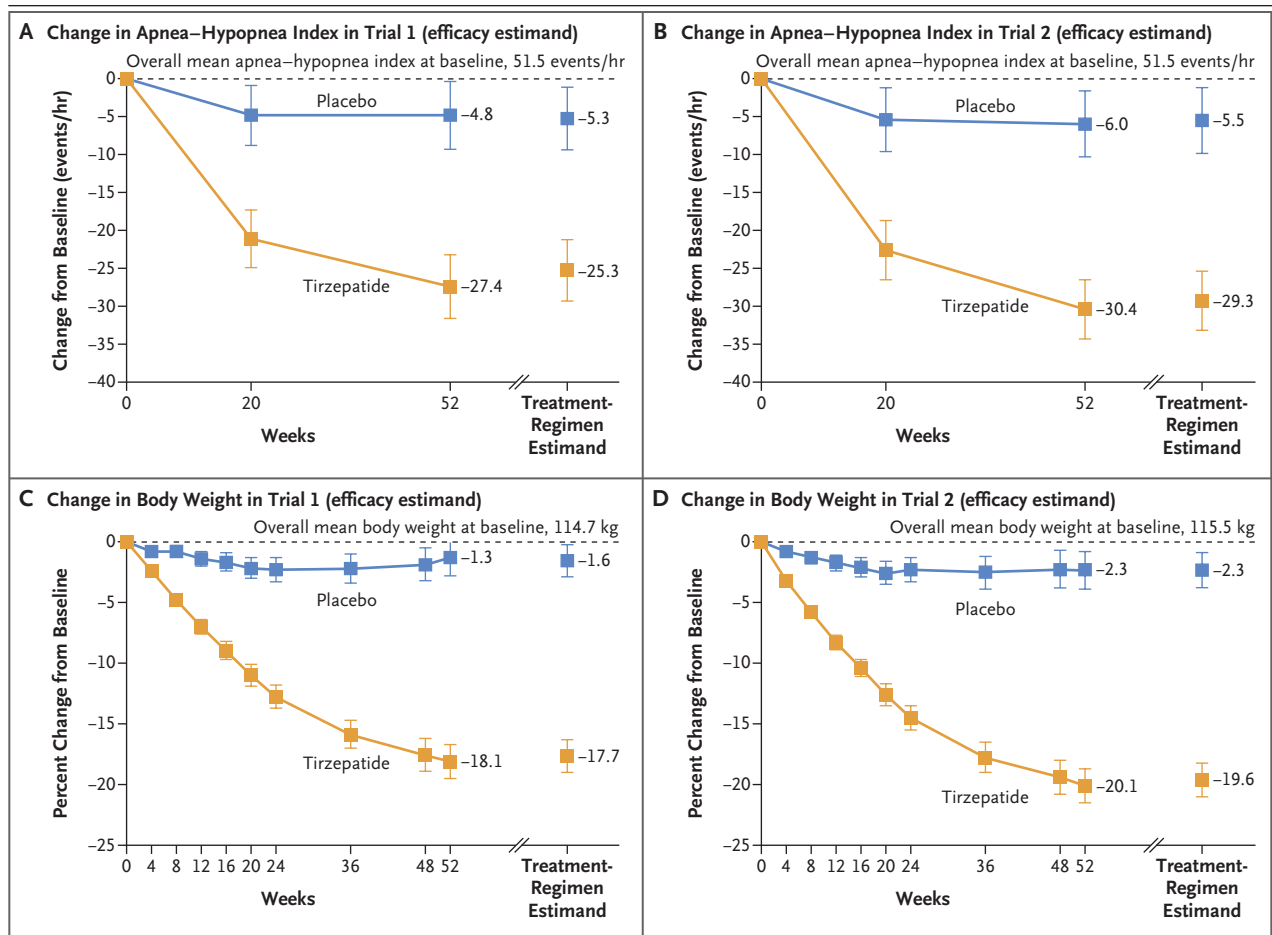 A Change in Apnea–Hypopnea Index in Trial 1 (efficacy estimand)
Overall mean apnea–hypopnea index at baseline, 51.5 events/hr
Change from Baseline (events/hr)
0
−5
−10
−15
−20
−25
−30
−35
−40
Placebo
−4.8
−5.3
Tirzepatide
−27.4
−25.3
0
20
52
Treatment-
Regimen
Estimand
Weeks
B Change in Apnea–Hypopnea Index in Trial 2 (efficacy estimand)
Overall mean apnea–hypopnea index at baseline, 51.5 events/hr
Change from Baseline (events/hr)
0
−5
−10
−15
−20
−25
−30
−35
−40
Placebo
−6.0
−5.5
Tirzepatide
−30.4
−29.3
0
20
52
Treatment-
Regimen
Estimand
Weeks
C Change in Body Weight in Trial 1 (efficacy estimand)
Overall mean body weight at baseline, 114.7 kg
Percent Change from Baseline
0
−5
−10
−15
−20
−25
−1.3
−1.6
Placebo
Tirzepatide
−18.1
−17.7
0 4 8 12 16 20 24 36 48 52
Treatment-
Regimen
Estimand
Weeks
D Change in Body Weight in Trial 2 (efficacy estimand)
Overall mean body weight at baseline, 115.5 kg
Percent Change from Baseline
0
−5
−10
−15
−20
−25
−2.3
−2.3
Placebo
Tirzepatide
−20.1
−19.6
0 4 8 12 16 20 24 36 48 52
Treatment-
Regimen
Estimand
Weeks